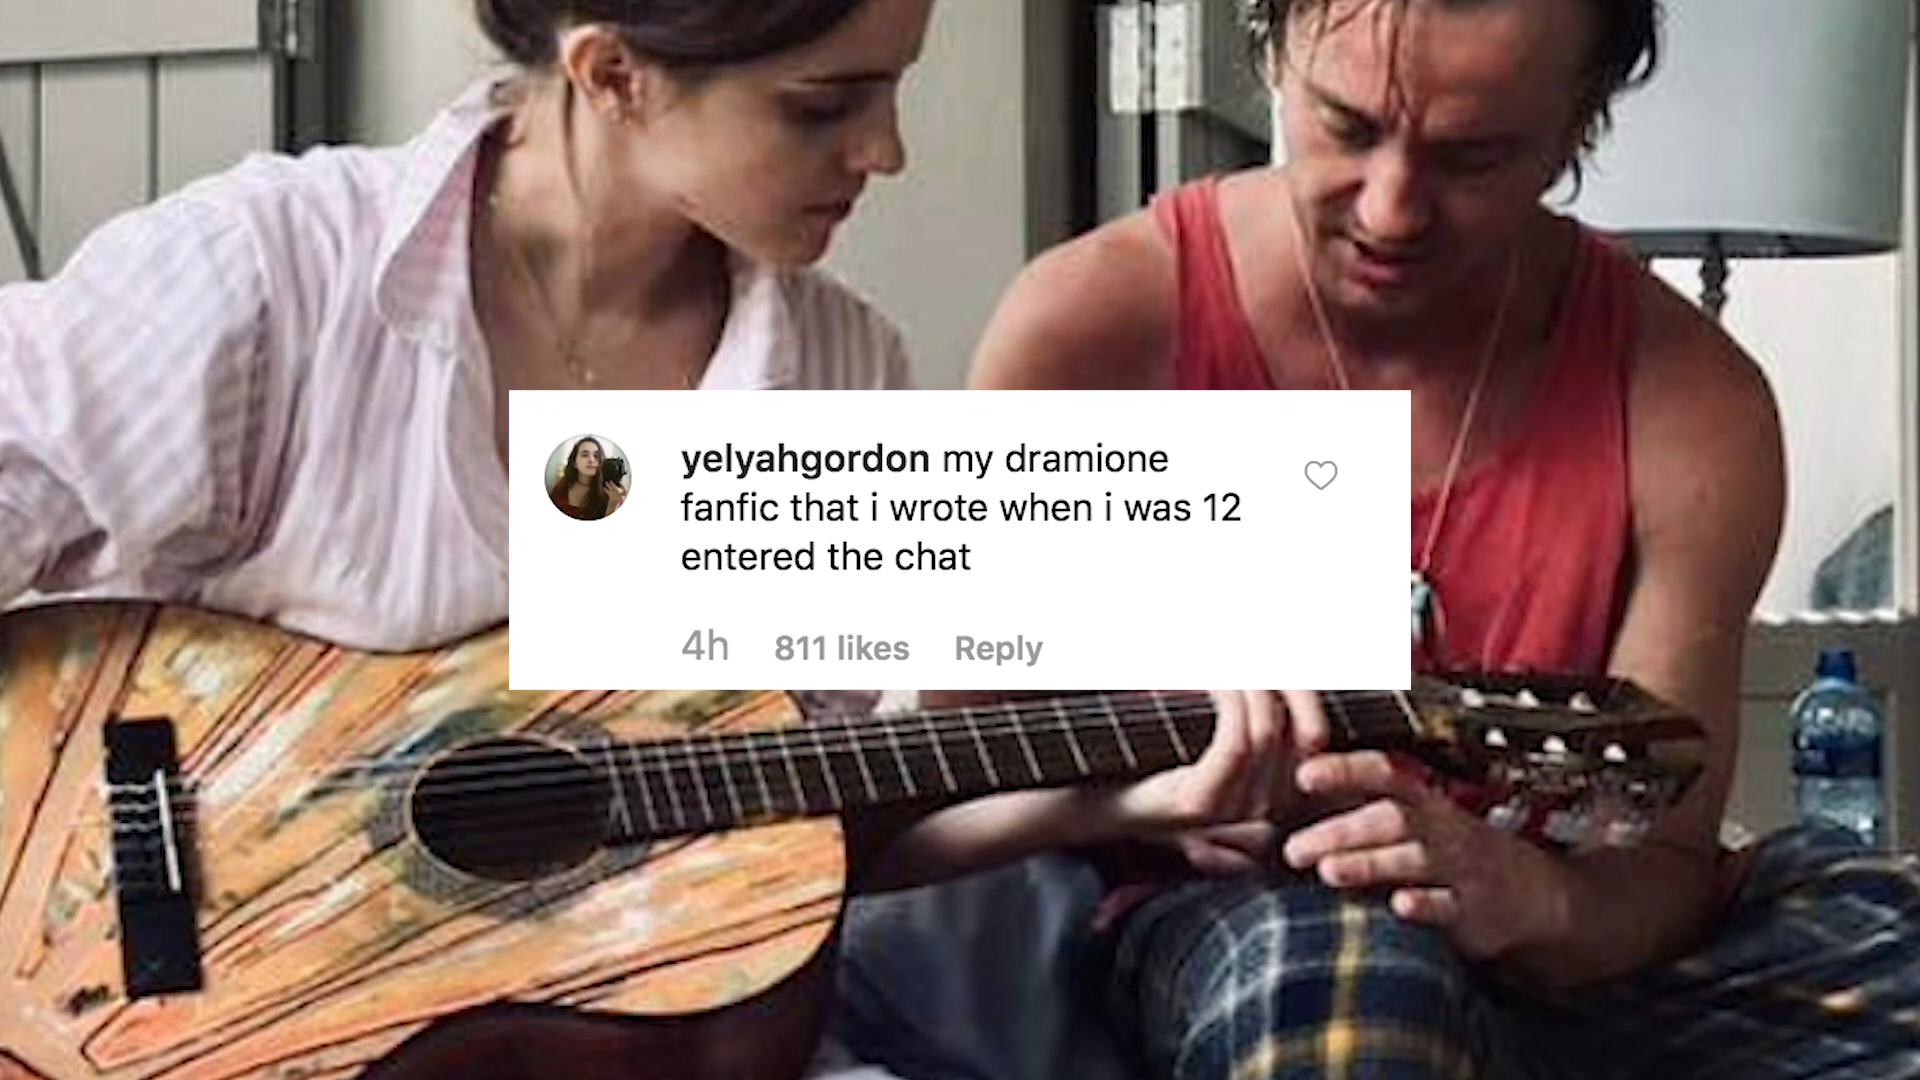 yelyahgordon my dramione
fanfic that i wrote when i was 12
entered the chat
4h 811 likes Reply